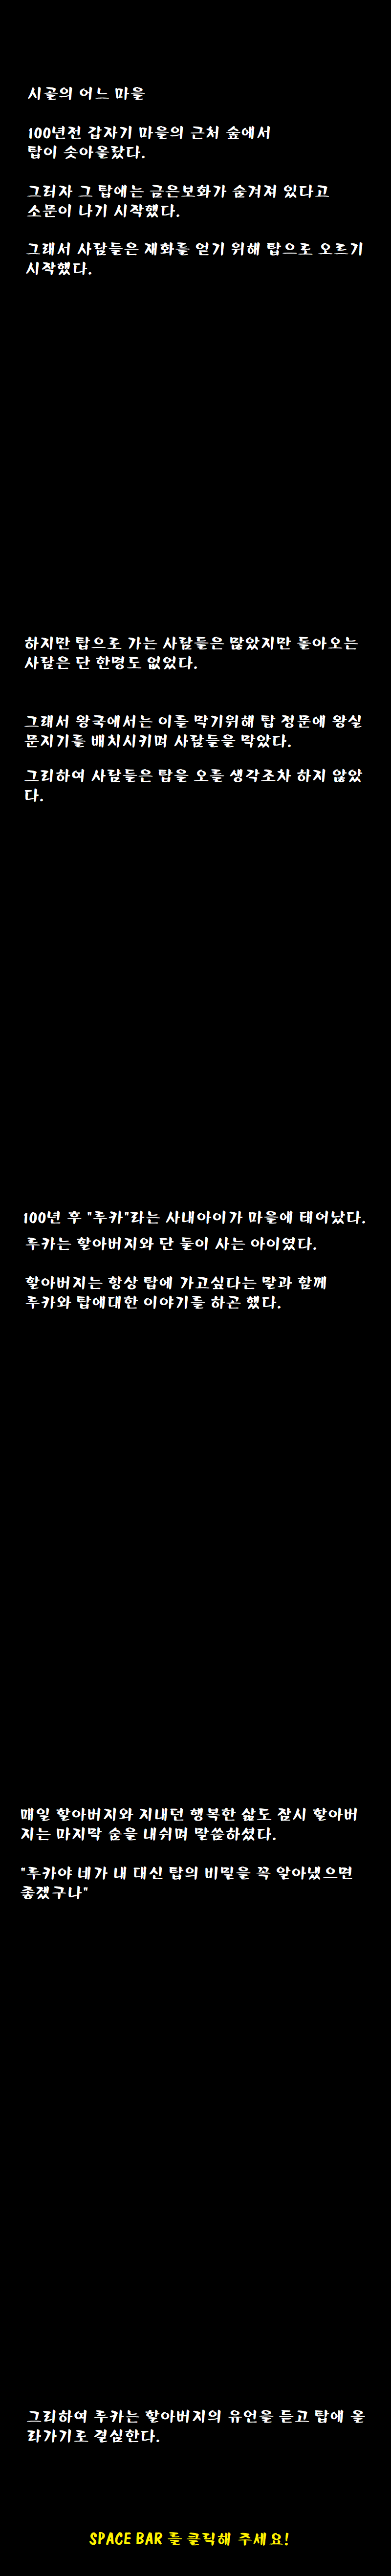 시골의 어느 마을
100년전 갑자기 마을의 근처 숲에서
탑이 솟아올랐다.
그러자 그 탑에는 금은보화가 숨겨져 있다고
소문이 나기 시작했다.
그래서 사람들은 재화를 얻기 위해 탑으로 오르기
시작했다.
하지만 탑으로 가는 사람들은 많았지만 돌아오는
사람은 단 한명도 없었다.
그래서 왕국에서는 이를 막기위해 탑 정문에 왕실
문지기를 배치시키며 사람들을 막았다.
그리하여 사람들은 탑을 오를 생각조차 하지 않았
다.
100년 후 "루카"라는 사내아이가 마을에 태어났다.
루카는 할아버지와 단 둘이 사는 아이였다.
할아버지는 항상 탑에 가고싶다는 말과 함께
루카와 탑에대한 이야기를 하곤 했다.
매일 할아버지와 지내던 행복한 삶도 잠시 할아버
지는 마지막 숨을 내쉬며 말씀하셨다.
"루카야 네가 내 대신 탑의 비밀을 꼭 알아냈으면
좋겠구나"
그리하여 루카는 할아버지의 유언을 듣고 탑에 올
라가기로 결심한다.
SPACE BAR 를 클릭해 주세요!